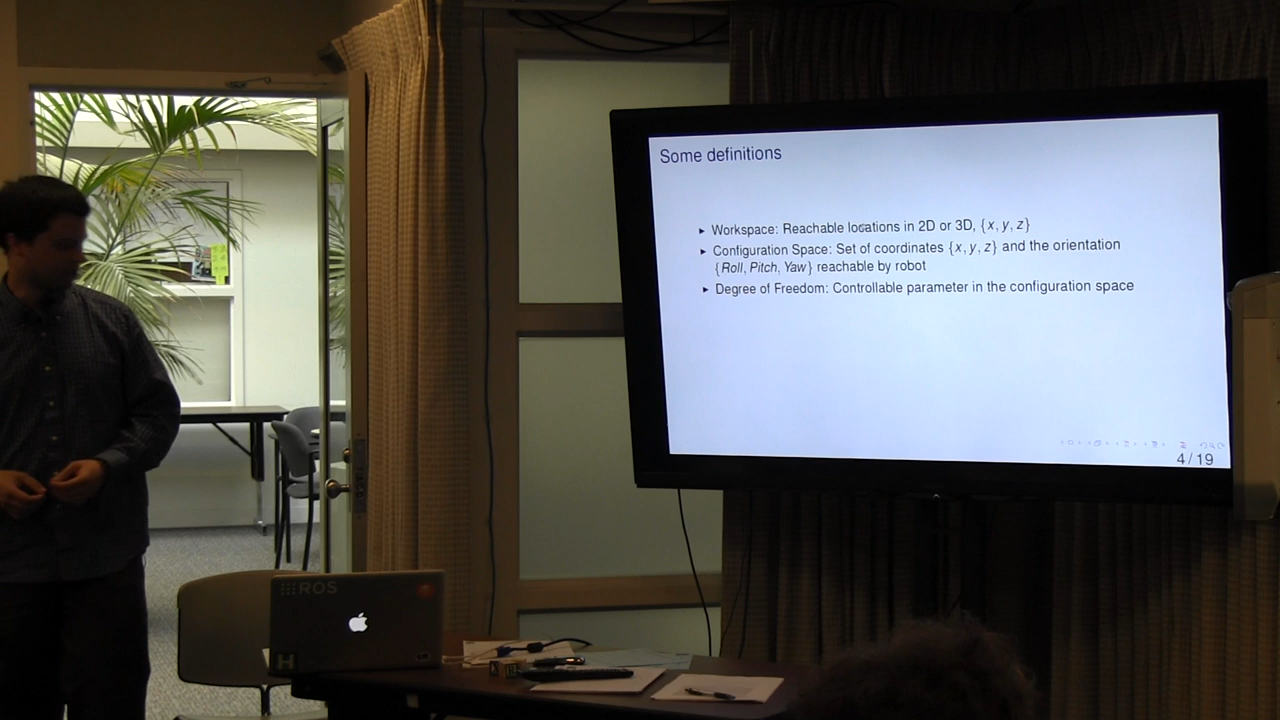 Some definitions
▸ Workspace: Reachable locations in 2D or 3D, {x, y, z}
▸ Configuration Space: Set of coordinates {x, y, z} and the orientation
{Roll, Pitch, Yaw} reachable by robot
▸ Degree of Freedom: Controllable parameter in the configuration space
4 / 19
ROS
H